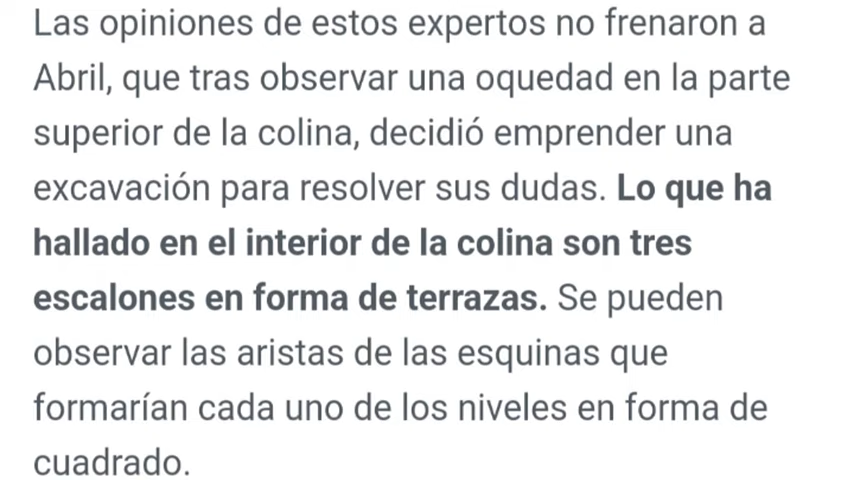 Las opiniones de estos expertos no frenaron a
Abril, que tras observar una oquedad en la parte
superior de la colina, decidió emprender una
excavación para resolver sus dudas. Lo que ha
hallado en el interior de la colina son tres
escalones en forma de terrazas. Se pueden
observar las aristas de las esquinas que
formarían cada uno de los niveles en forma de
cuadrado.